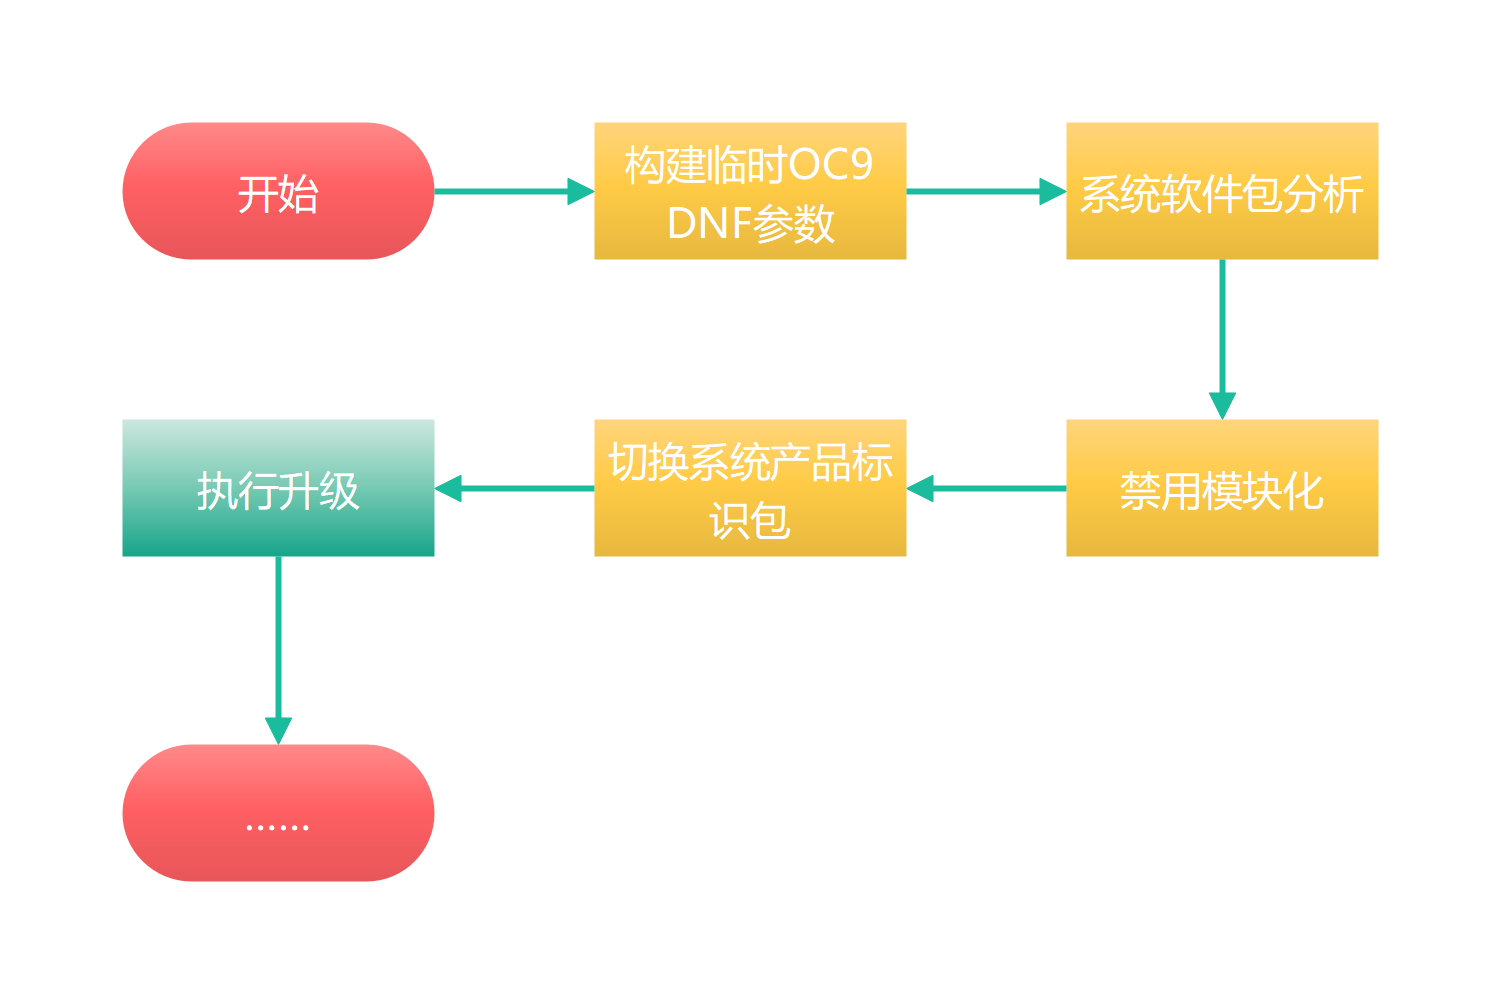 开始
构建临时OC9
DNF参数
系统软件包分析
禁用模块化
切换系统产品标
识包
执行升级
......